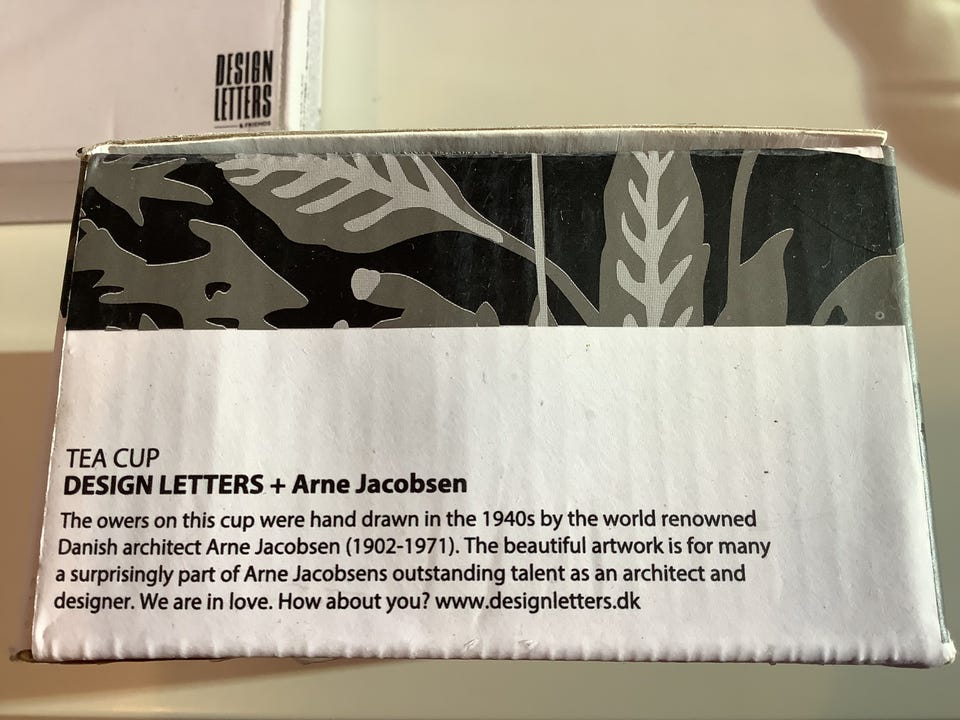 DESIGN
LETTERS
& FRIENDS
TEA CUP
DESIGN LETTERS + Arne Jacobsen
The owers on this cup were hand drawn in the 1940s by the world renowned
Danish architect Arne Jacobsen (1902-1971). The beautiful artwork is for many
a surprisingly part of Arne Jacobsens outstanding talent as an architect and
designer. We are in love. How about you? www.designletters.dk